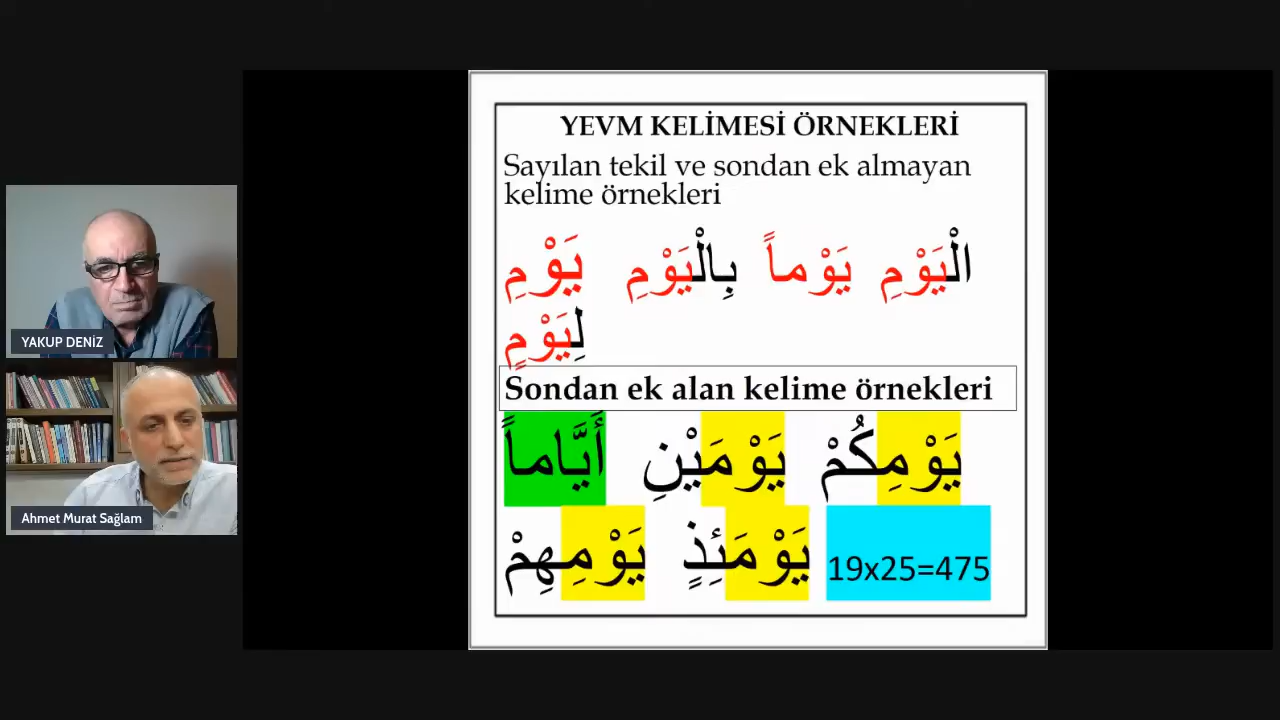 YEVM KELİMESİ ÖRNEKLERİ
Sayılan tekil ve sondan ek almayan
kelime örnekleri
الْيَوْمِ يَوْماً بِالْيَوْمِ يَوْمِ
لِيَوْمٍ
Sondan ek alan kelime örnekleri
يَوْمِكُمْ يَوْمَيْنِ أَيَّاماً
19x25=475 يَوْمَئِذٍ يَوْمِهِمْ
YAKUP DENİZ
Ahmet Murat Sağlam